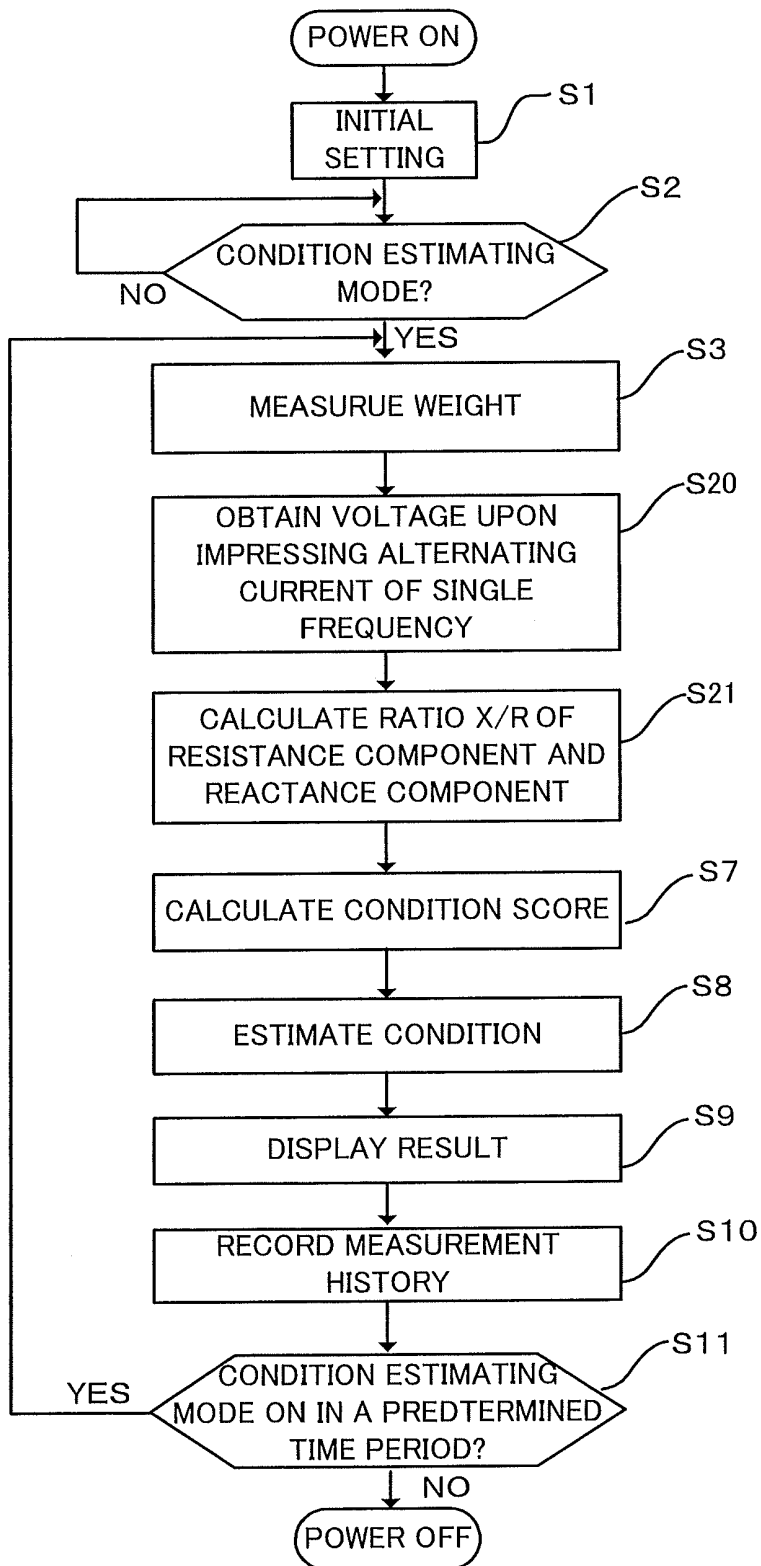 POWER ON
S1
INITIAL
SETTING
S2
CONDITION ESTIMATING
MODE?
NO
YES
S3
MEASURUE WEIGHT
S20
OBTAIN VOLTAGE UPON
IMPRESSING ALTERNATING
CURRENT OF SINGLE
FREQUENCY
S21
CALCULATE RATIO X/R OF
RESISTANCE COMPONENT AND
REACTANCE COMPONENT
S7
CALCULATE CONDITION SCORE
S8
ESTIMATE CONDITION
S9
DISPLAY RESULT
S10
RECORD MEASUREMENT
HISTORY
S11
YES
CONDITION ESTIMATING
MODE ON IN A PREDTERMINED
TIME PERIOD?
NO
POWER OFF